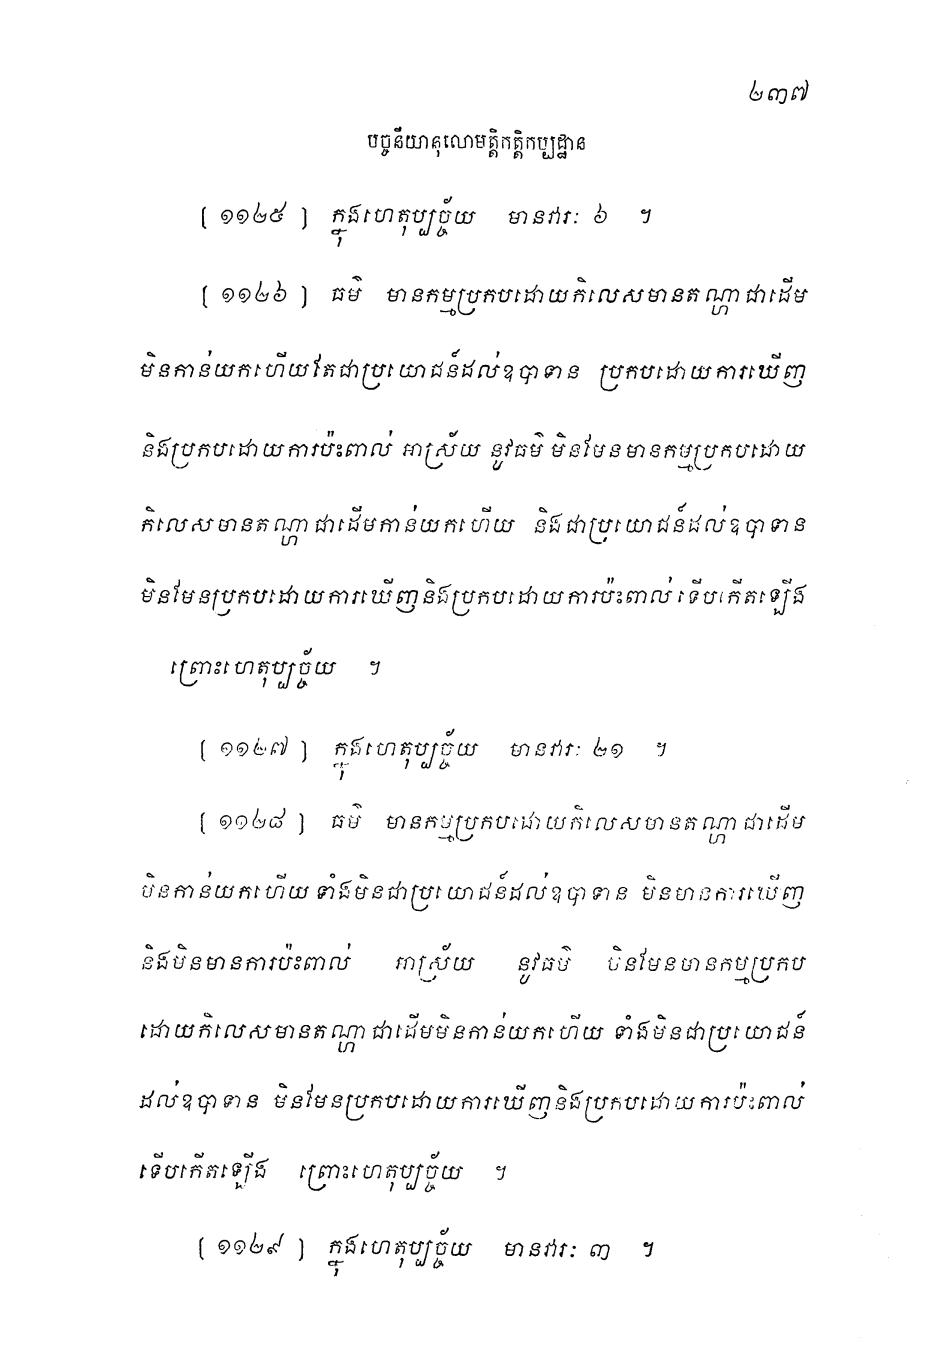 ២៣៧
បច្ចនីយានុលោមត្តិកត្តិកប្បដ្ឋាន
[ ១១២៥ ] ក្នុងហេតុប្បច្ច័យ មានវារៈ ៦ ។
[ ១១២៦ ] ធម៌ មានកម្មប្រកបដោយកិលេសមានតណ្ហាជាដើម
មិនកាន់យកហើយតែជាប្រយោជន៍ដល់ឧបាទាន ប្រកបដោយការឃើញ
និងប្រកបដោយការប៉ះពាល់ អាស្រ័យ នូវធម៌ មិនមែនមានកម្មប្រកបដោយ
កិលេសមានតណ្ហាជាដើមកាន់យកហើយ និងជាប្រយោជន៍ដល់ឧបាទាន
មិនមែនប្រកបដោយការឃើញនិងប្រកបដោយការប៉ះពាល់ ទើបកើតឡើង
ព្រោះហេតុប្បច្ច័យ ។
[ ១១២៧ ] ក្នុងហេតុប្បច្ច័យ មានវារៈ ២១ ។
[ ១១២៨ ] ធម៌ មានកម្មប្រកបដោយកិលេសមានតណ្ហាជាដើម
មិនកាន់យកហើយ ទាំងមិនជាប្រយោជន៍ដល់ឧបាទាន មិនមានការឃើញ
និងមិនមានការប៉ះពាល់ អាស្រ័យ នូវធម៌ មិនមែនមានកម្មប្រកប
ដោយកិលេសមានតណ្ហាជាដើមមិនកាន់យកហើយ ទាំងមិនជាប្រយោជន៍
ដល់ឧបាទាន មិនមែនប្រកបដោយការឃើញនិងប្រកបដោយការប៉ះពាល់
ទើបកើតឡើង ព្រោះហេតុប្បច្ច័យ ។
[ ១១២៩ ] ក្នុងហេតុប្បច្ច័យ មានវារៈ ៣ ។